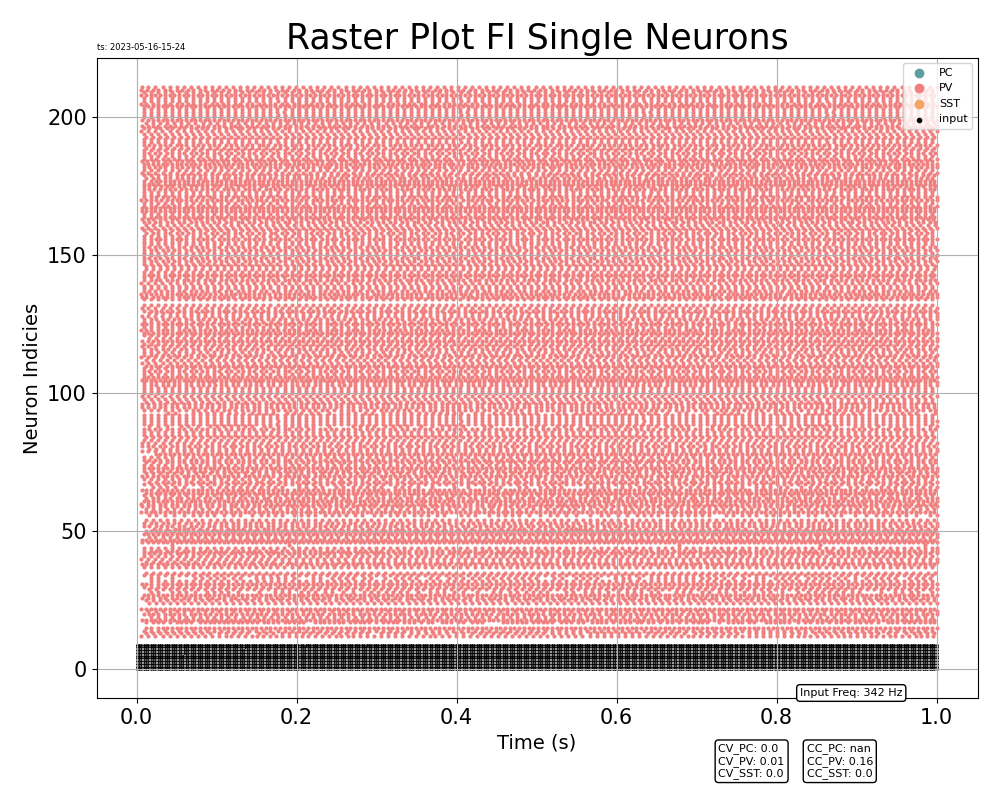 Raster Plot FI Single Neurons
ts: 2023-05-16-15-24
PC
PV
SST
input
200
150
100
50
0
Neuron Indicies
Input Freq: 342 Hz
0.0 0.2 0.4 0.6 0.8 1.0
Time (s)
CV_PC: 0.0
CV_PV: 0.01
CV_SST: 0.0
CC_PC: nan
CC_PV: 0.16
CC_SST: 0.0